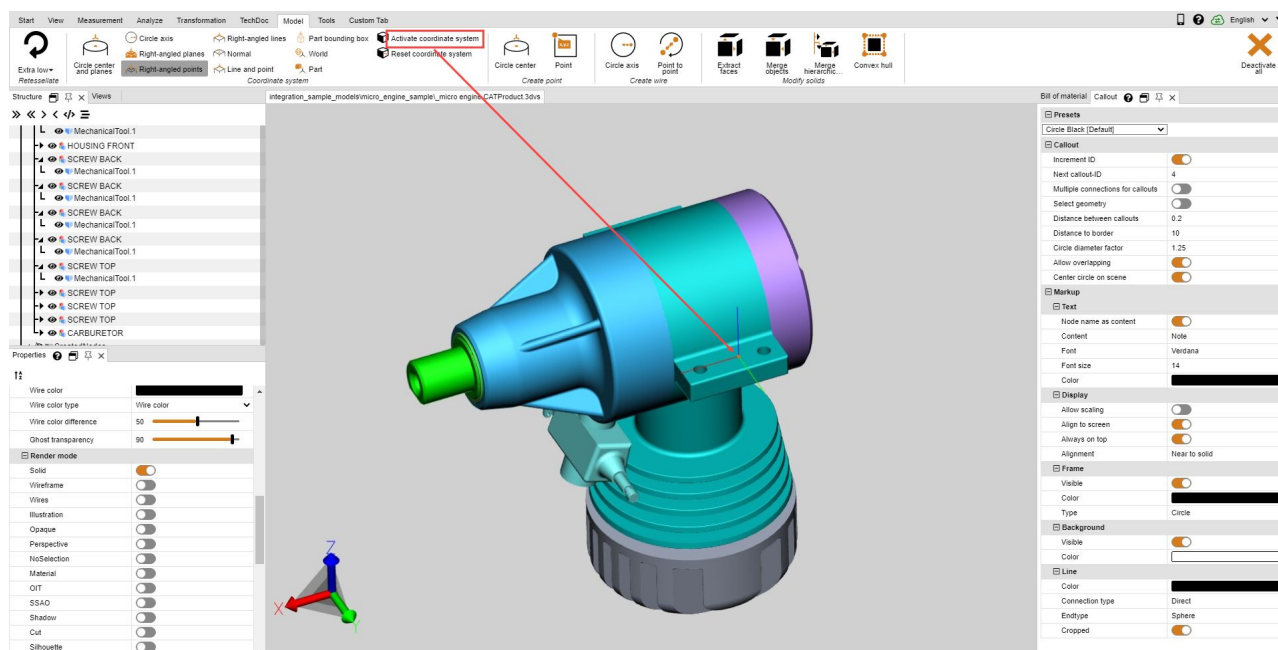 Start View Measurement Analyze Transformation TechDoc Model Tools Custom Tab English
Circle axis Right-angled lines Part bounding box Activate coordinate system
Right-angled planes Normal World Reset coordinate system
Right-angled points Line and point Part
Extra low Circle center and planes Circle center Point Circle axis Point to point Extract faces Merge objects Merge hierarchic... Convex hull Deactivate all
Retessellate Coordinate system Create point Create wire Modify solids
Structure Views
integration_sample_models\micro_engine_sample\_micro engine.CATProduct.3dvs
Bill of material Callout
MechanicalTool.1
HOUSING FRONT
SCREW BACK
MechanicalTool.1
SCREW BACK
MechanicalTool.1
SCREW BACK
MechanicalTool.1
SCREW BACK
MechanicalTool.1
SCREW TOP
MechanicalTool.1
SCREW TOP
SCREW TOP
SCREW TOP
CARBURETOR
CreatedNodes
Properties
Wire color
Wire color type Wire color
Wire color difference 50
Ghost transparency 90
Render mode
Solid
Wireframe
Wires
Illustration
Opaque
Perspective
NoSelection
Material
OIT
SSAO
Shadow
Cut
Silhouette
Z
X
Y
Presets
Circle Black [Default]
Callout
Increment ID
Next callout-ID 4
Multiple connections for callouts
Select geometry
Distance between callouts 0.2
Distance to border 10
Circle diameter factor 1.25
Allow overlapping
Center circle on scene
Markup
Text
Node name as content
Content Note
Font Verdana
Font size 14
Color
Display
Allow scaling
Align to screen
Always on top
Alignment Near to solid
Frame
Visible
Color
Type Circle
Background
Visible
Color
Line
Color
Connection type Direct
Endtype Sphere
Cropped